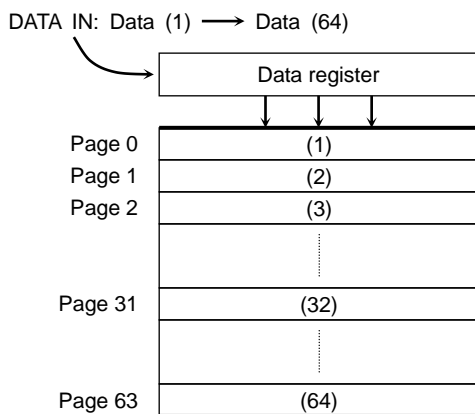 DATA IN: Data (1) Data (64)
Data register
Page 0 (1)
Page 1 (2)
Page 2 (3)
Page 31 (32)
Page 63 (64)